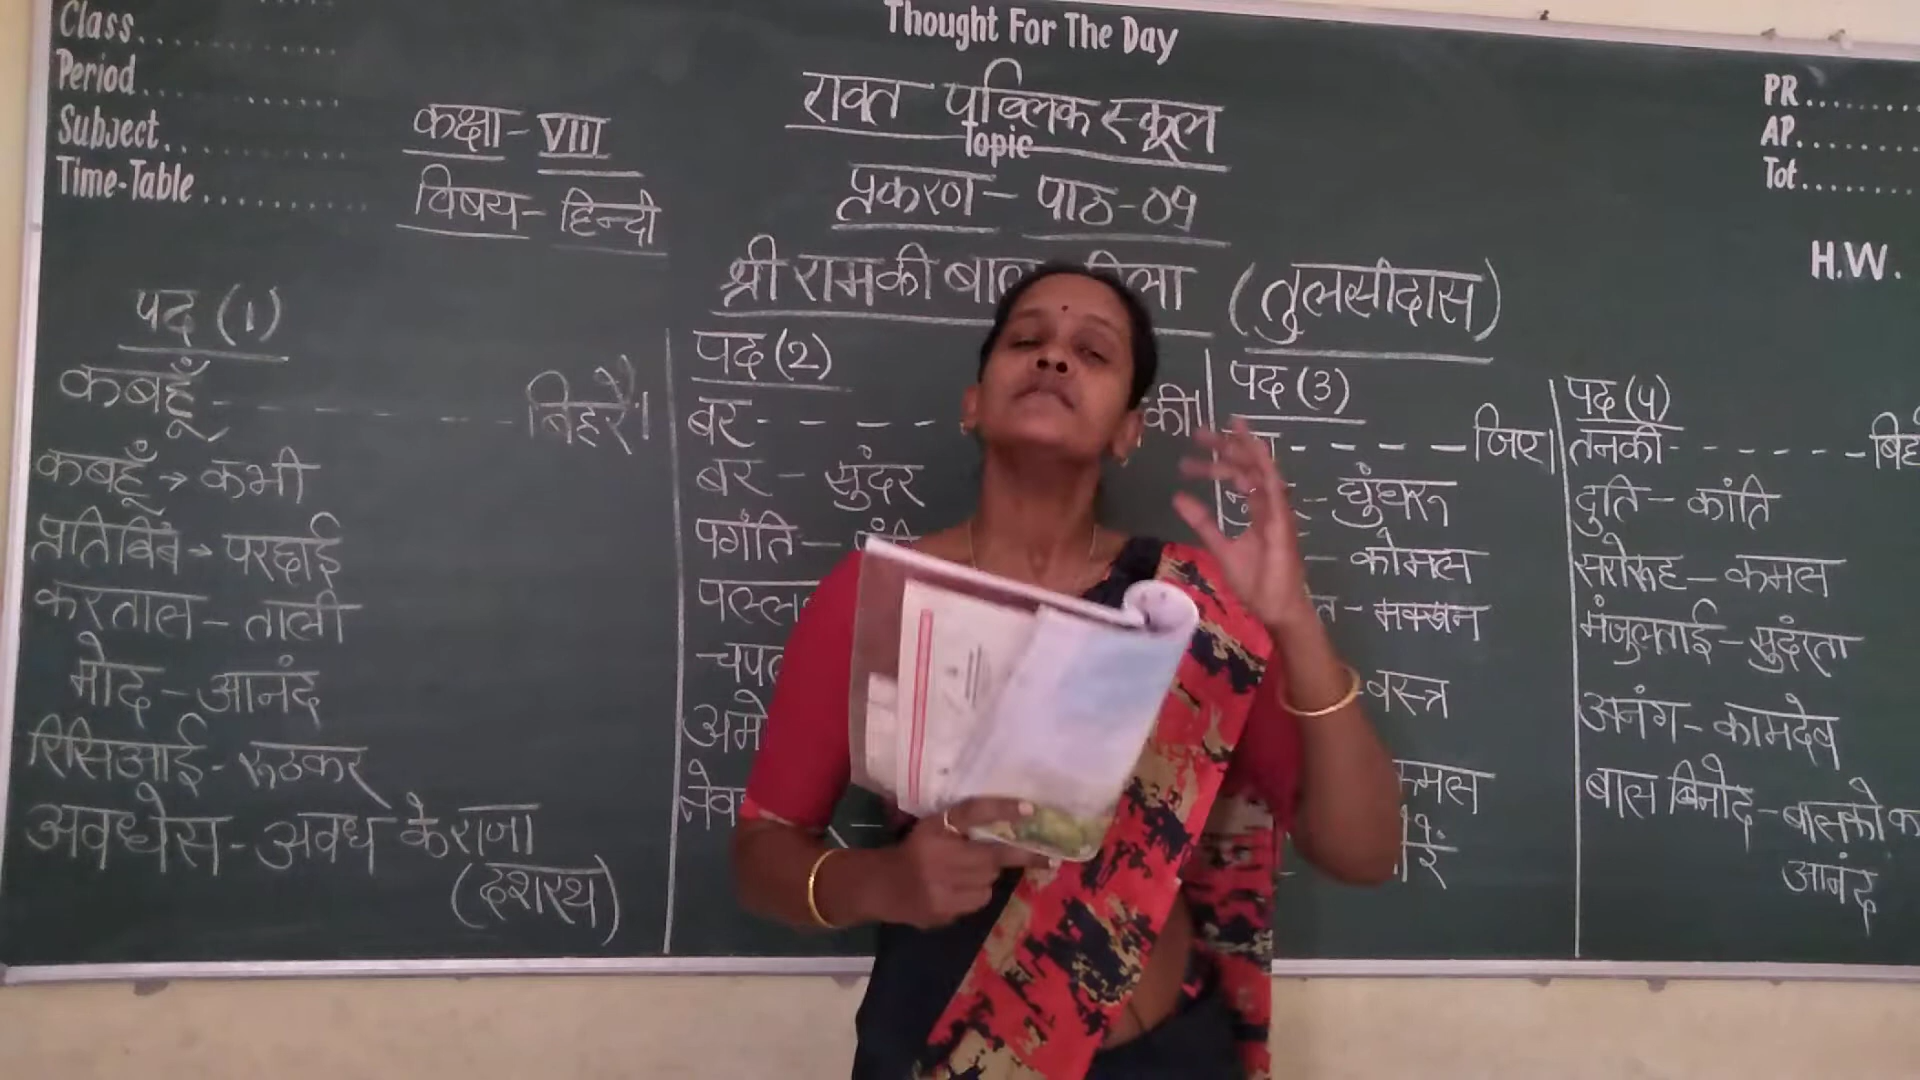 Class
Period
Subject
Time-Table
Thought For The Day
PR
AP
Tot
H.W.
रावत पब्लिक स्कूल
Topic
कक्षा - VIII
विषय - हिन्दी
प्रकरण - पाठ - 09
श्री राम की बाल
(तुलसीदास)
पद (1)
कबहूँ - - - - - - - बिहरैं।
कबहूँ → कभी
प्रतिबिंब → परछाई
करताल - ताली
मोद - आनंद
रिसिआई - रूठकर
अवधेस - अवध के राजा
(दशरथ)
पद (2)
बर - - - - की।
बर - सुंदर
पगंति -
पद (3)
- - - - जिए।
- घुंघरू
- कोमल
- मक्खन
- वस्त्र
पद (4)
तनकी - - - - - -
दुति - कांति
सरोरूह - कमल
मंजुलताई - सुदंरता
अनंग - कामदेव
बाल बिनोद - बालको
आनंद